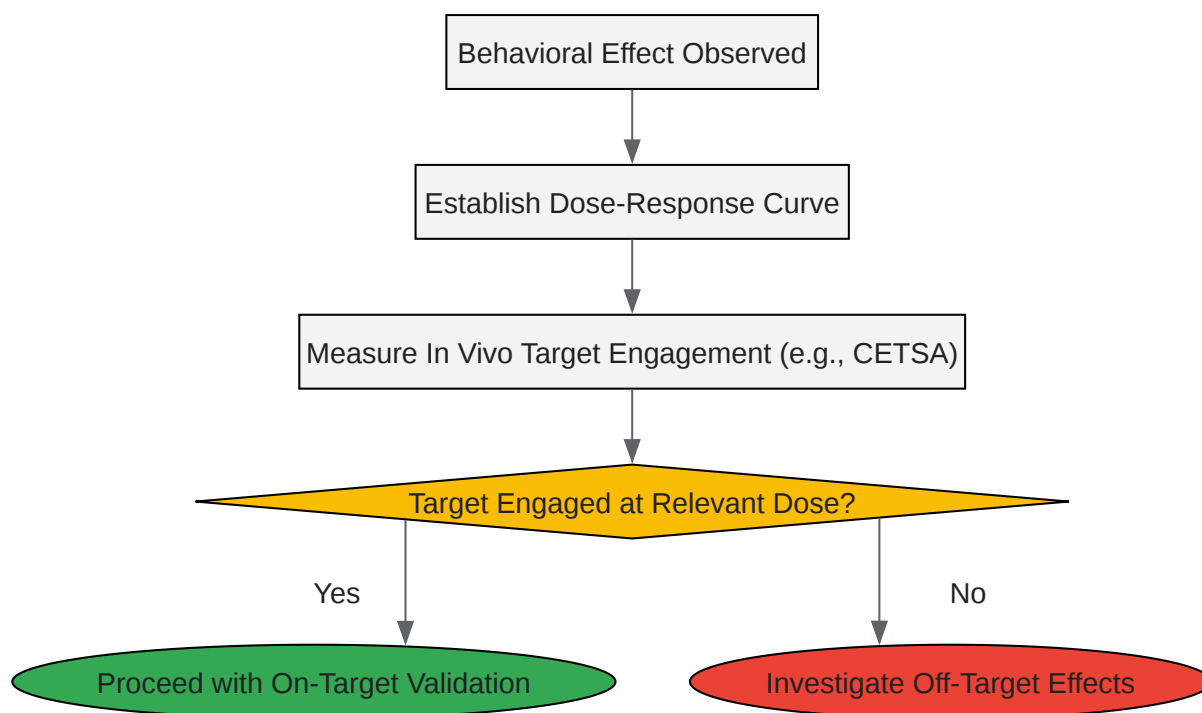 Behavioral Effect Observed
Establish Dose-Response Curve
Measure In Vivo Target Engagement (e.g., CETSA)
Target Engaged at Relevant Dose?
Yes
No
Proceed with On-Target Validation
Investigate Off-Target Effects